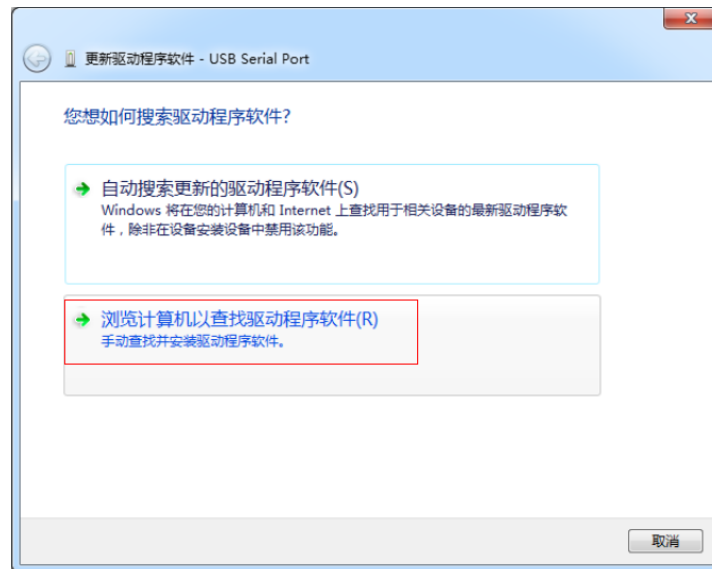 更新驱动程序软件 - USB Serial Port
您想如何搜索驱动程序软件?
自动搜索更新的驱动程序软件(S)
Windows 将在您的计算机和 Internet 上查找用于相关设备的最新驱动程序软
件，除非在设备安装设备中禁用该功能。
浏览计算机以查找驱动程序软件(R)
手动查找并安装驱动程序软件。
取消